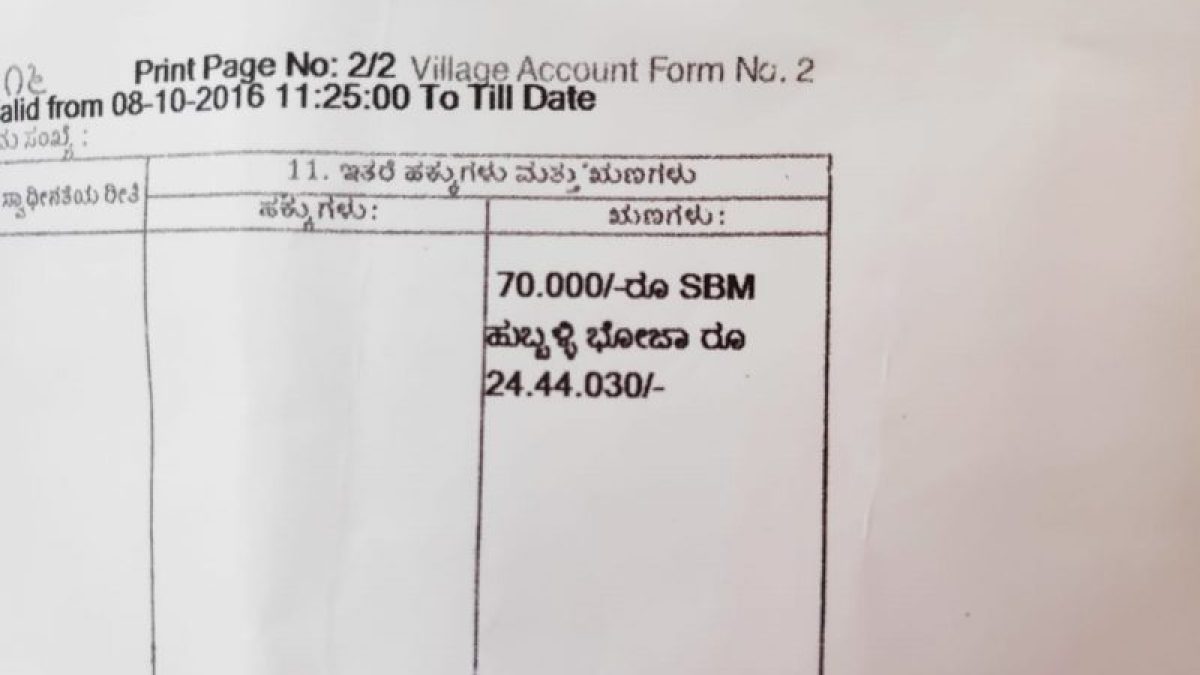 Print Page No: 2/2 Village Account Form No. 2
alid from 08-10-2016 11:25:00 To Till Date
ಸಂಖ್ಯೆ :
11. ಇತರೆ ಹಕ್ಕುಗಳು ಮತ್ತು ಋಣಗಳು
ಸ್ವಾಧೀನತೆಯ ರೀತಿ
ಹಕ್ಕುಗಳು: ಋಣಗಳು:
70.000/-ರೂ SBM
ಹುಬ್ಬಳ್ಳಿ ಭೋಜಾ ರೂ
24.44.030/-